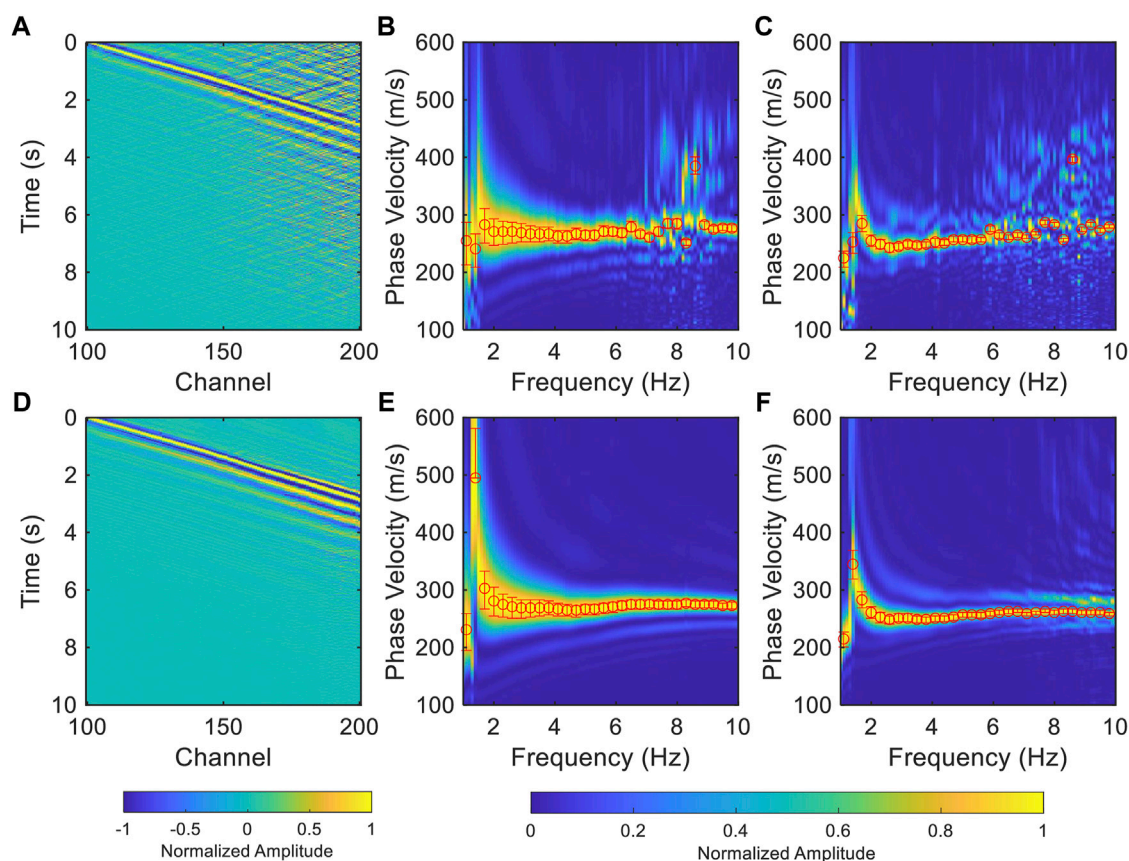 A
B
C
0
2
4
6
8
10
Time (s)
100
150
200
Channel
600
500
400
300
200
100
Phase Velocity (m/s)
2
4
6
8
10
Frequency (Hz)
600
500
400
300
200
100
Phase Velocity (m/s)
2
4
6
8
10
Frequency (Hz)
D
E
F
0
2
4
6
8
10
Time (s)
100
150
200
Channel
600
500
400
300
200
100
Phase Velocity (m/s)
2
4
6
8
10
Frequency (Hz)
600
500
400
300
200
100
Phase Velocity (m/s)
2
4
6
8
10
Frequency (Hz)
-1 -0.5 0 0.5 1
Normalized Amplitude
0 0.2 0.4 0.6 0.8 1
Normalized Amplitude